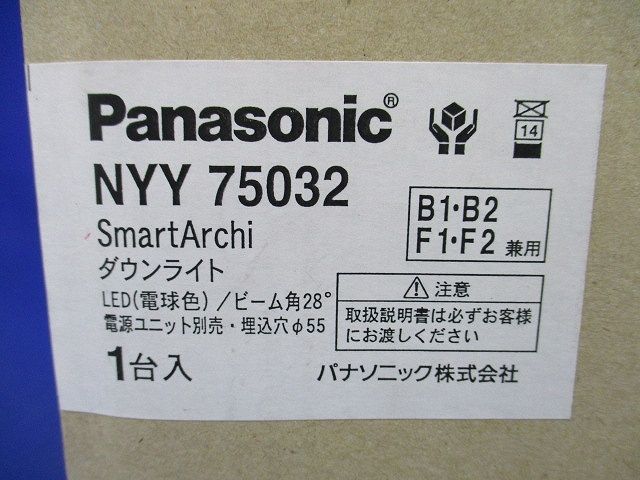 Panasonic®
14
NYY 75032
B1・B2
F1・F2 兼用
SmartArchi
ダウンライト
LED(電球色)/ビーム角28°
電源ユニット別売・埋込穴φ55
1台入
⚠注意
取扱説明書は必ずお客様
にお渡しください
パナソニック株式会社